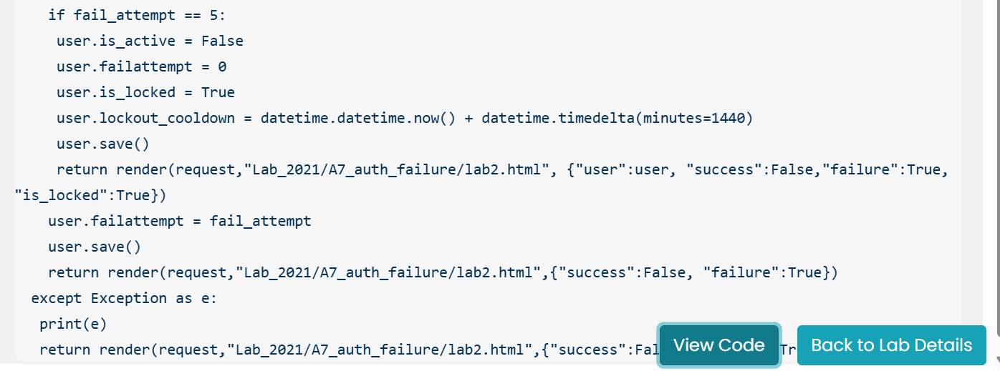 if fail_attempt == 5:
user.is_active = False
user.failattempt = 0
user.is_locked = True
user.lockout_cooldown = datetime.datetime.now() + datetime.timedelta(minutes=1440)
user.save()
return render(request,"Lab_2021/A7_auth_failure/lab2.html", {"user":user, "success":False,"failure":True,
"is_locked":True})
user.failattempt = fail_attempt
user.save()
return render(request,"Lab_2021/A7_auth_failure/lab2.html",{"success":False, "failure":True})
except Exception as e:
print(e)
return render(request,"Lab_2021/A7_auth_failure/lab2.html",{"success":Fal
View Code
Back to Lab Details